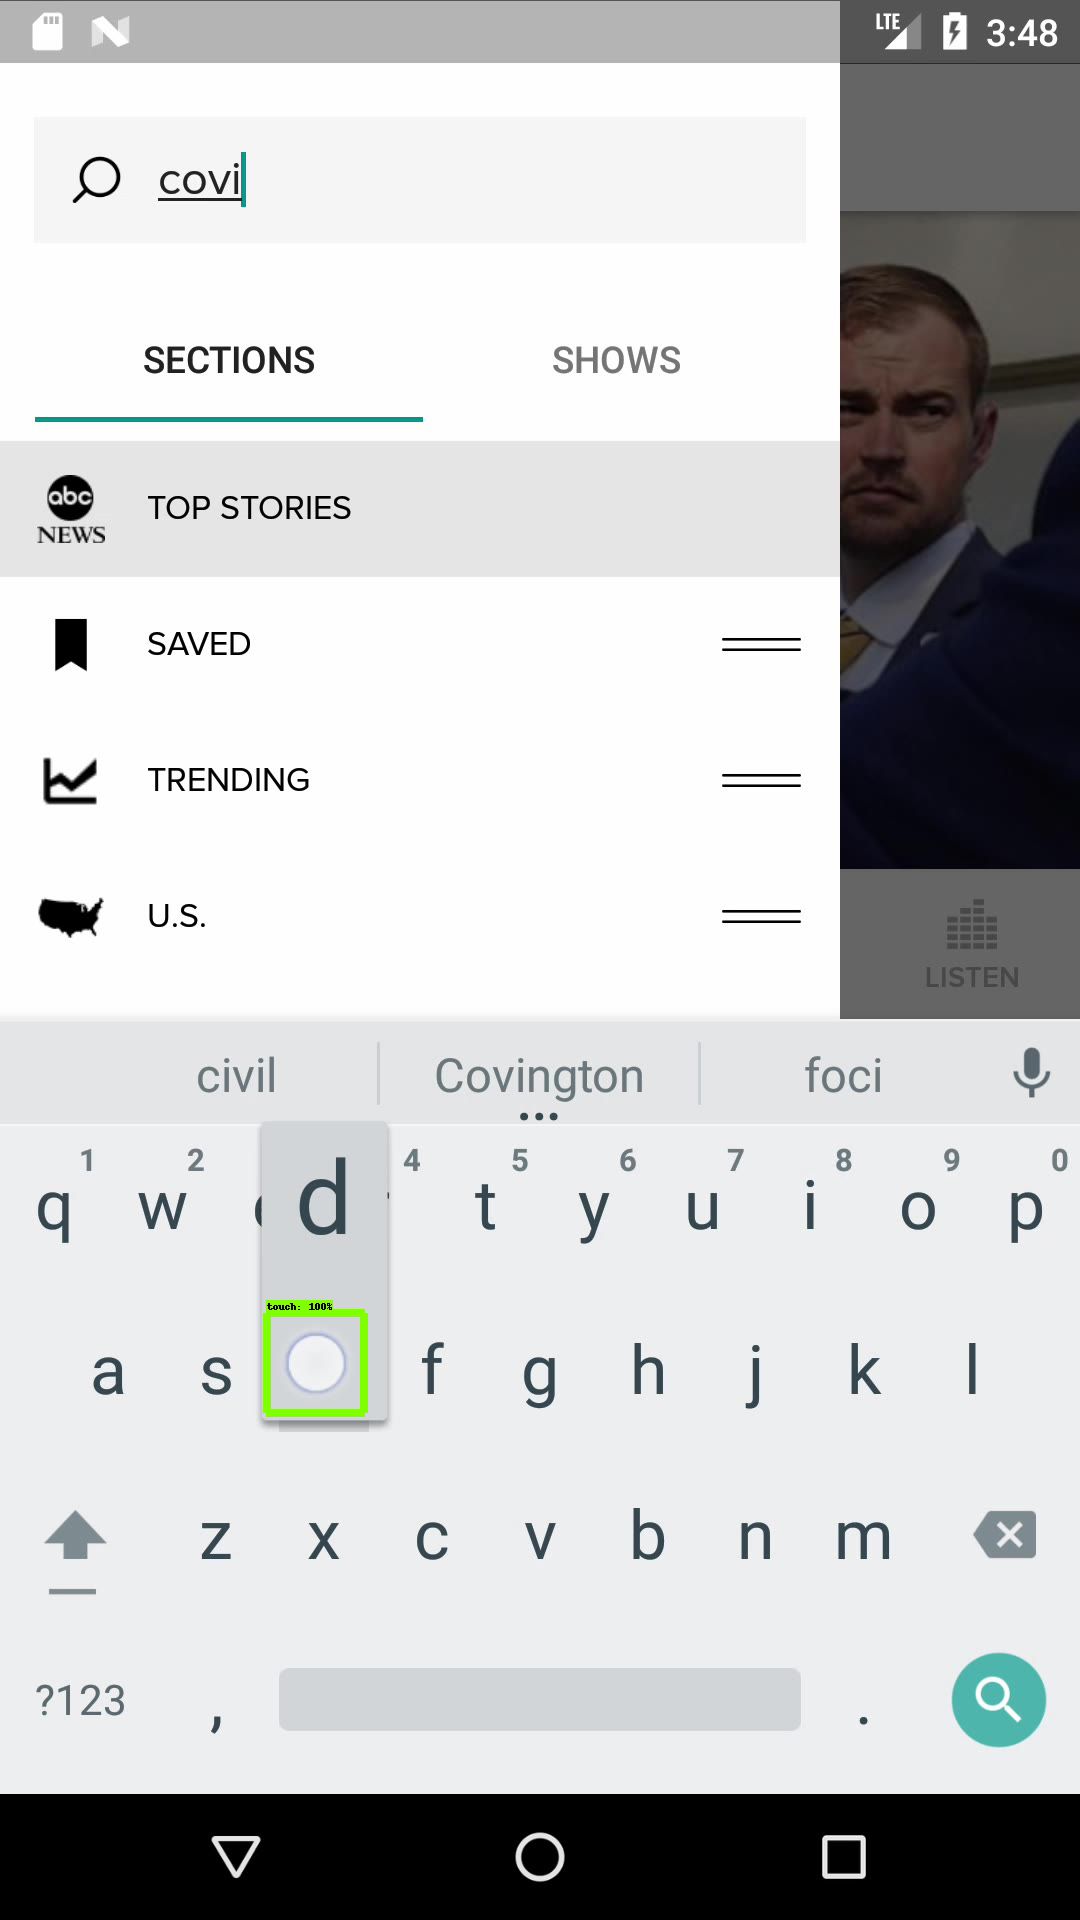 LTE 3:48
covi
SECTIONS SHOWS
abc NEWS TOP STORIES
SAVED
TRENDING
U.S.
LISTEN
civil Covington foci
1 2 4 5 6 7 8 9 0
q w t y u i o p
d
touch: 100%
a s f g h j k l
z x c v b n m
?123 , .